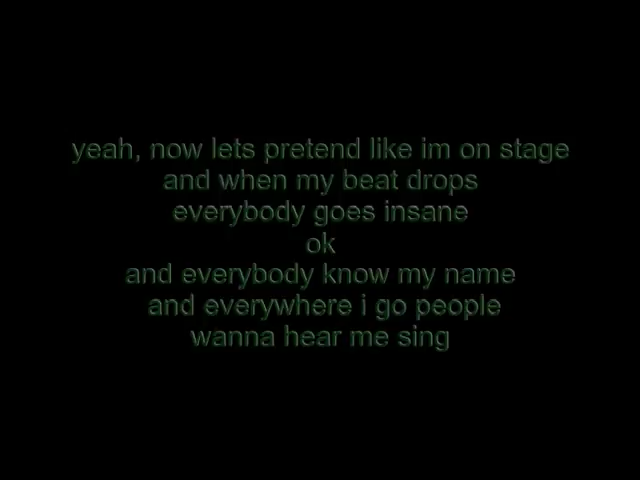 yeah, now lets pretend like im on stage
and when my beat drops
everybody goes insane
ok
and everybody know my name
and everywhere i go people
wanna hear me sing